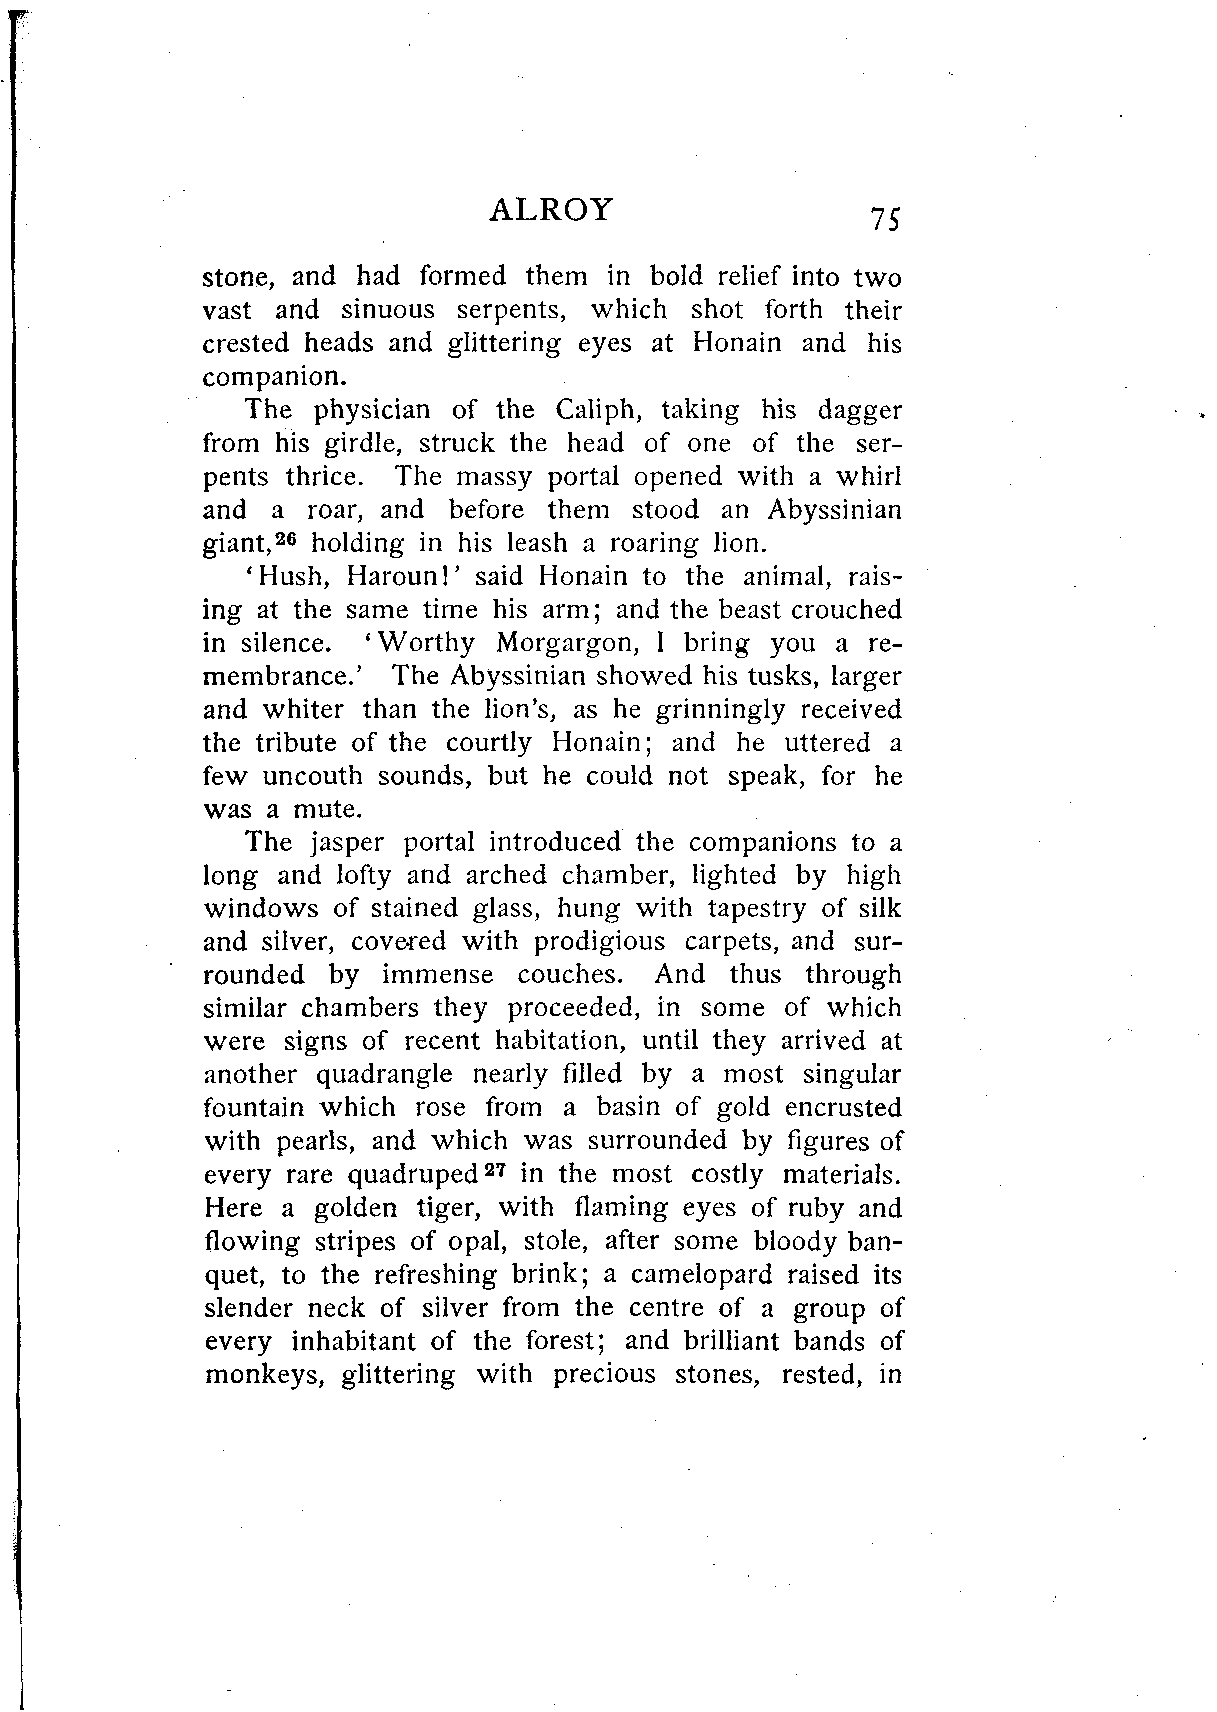 ALROY 75
stone, and had formed them in bold relief into two
vast and sinuous serpents, which shot forth their
crested heads and glittering eyes at Honain and his
companion.
The physician of the Caliph, taking his dagger
from his girdle, struck the head of one of the ser-
pents thrice. The massy portal opened with a whirl
and a roar, and before them stood an Abyssinian
giant,²⁶ holding in his leash a roaring lion.
‘Hush, Haroun!’ said Honain to the animal, rais-
ing at the same time his arm; and the beast crouched
in silence. ‘Worthy Morgargon, I bring you a re-
membrance.’ The Abyssinian showed his tusks, larger
and whiter than the lion’s, as he grinningly received
the tribute of the courtly Honain; and he uttered a
few uncouth sounds, but he could not speak, for he
was a mute.
The jasper portal introduced the companions to a
long and lofty and arched chamber, lighted by high
windows of stained glass, hung with tapestry of silk
and silver, covered with prodigious carpets, and sur-
rounded by immense couches. And thus through
similar chambers they proceeded, in some of which
were signs of recent habitation, until they arrived at
another quadrangle nearly filled by a most singular
fountain which rose from a basin of gold encrusted
with pearls, and which was surrounded by figures of
every rare quadruped²⁷ in the most costly materials.
Here a golden tiger, with flaming eyes of ruby and
flowing stripes of opal, stole, after some bloody ban-
quet, to the refreshing brink; a camelopard raised its
slender neck of silver from the centre of a group of
every inhabitant of the forest; and brilliant bands of
monkeys, glittering with precious stones, rested, in